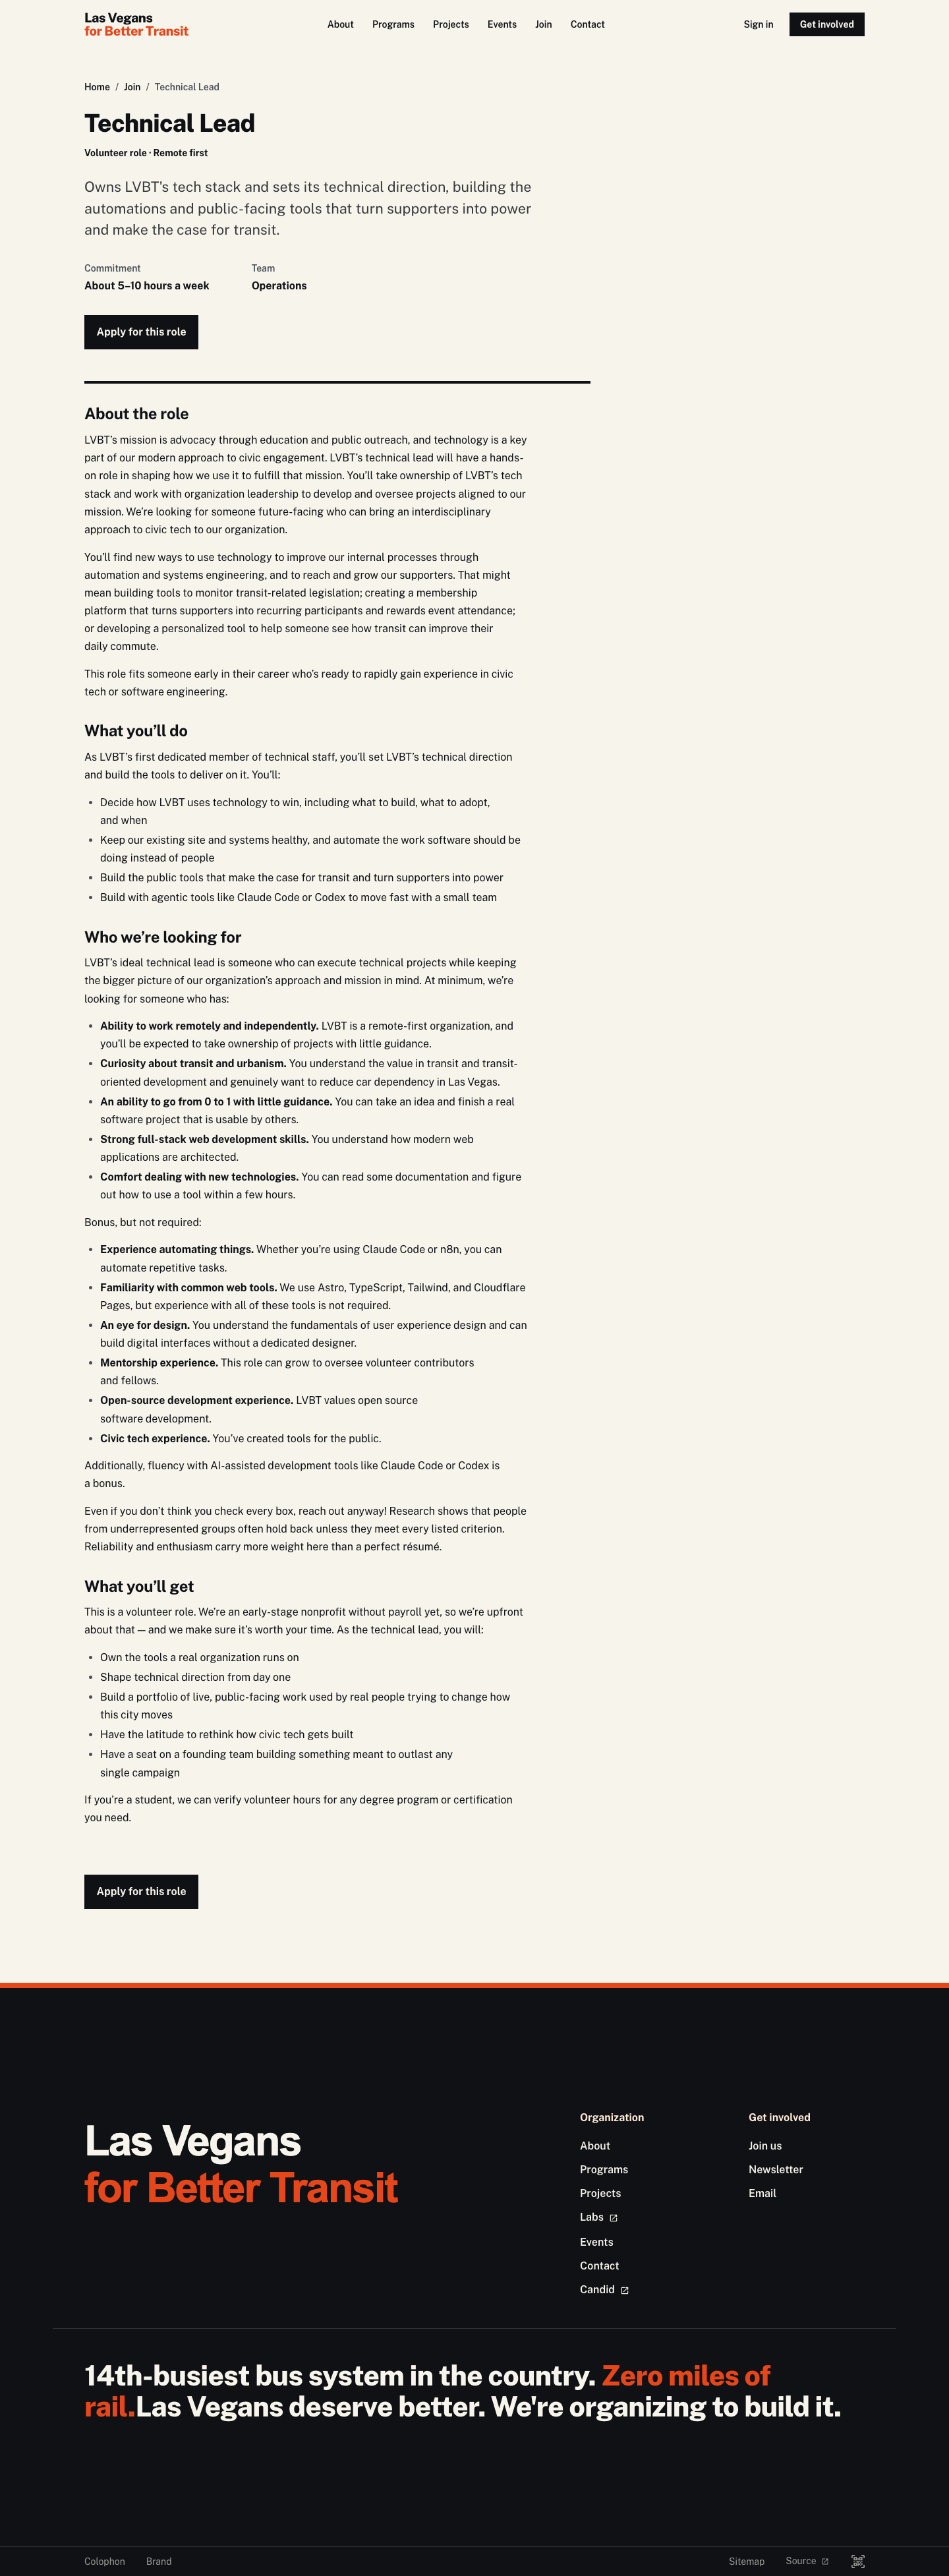 Las Vegans
for Better Transit
About Programs Projects Events Join Contact
Sign in Get involved
Home / Join / Technical Lead
Technical Lead
Volunteer role · Remote first
Owns LVBT's tech stack and sets its technical direction, building the
automations and public-facing tools that turn supporters into power
and make the case for transit.
Commitment Team
About 5–10 hours a week Operations
Apply for this role
About the role
LVBT’s mission is advocacy through education and public outreach, and technology is a key
part of our modern approach to civic engagement. LVBT’s technical lead will have a hands-
on role in shaping how we use it to fulfill that mission. You’ll take ownership of LVBT’s tech
stack and work with organization leadership to develop and oversee projects aligned to our
mission. We’re looking for someone future-facing who can bring an interdisciplinary
approach to civic tech to our organization.
You’ll find new ways to use technology to improve our internal processes through
automation and systems engineering, and to reach and grow our supporters. That might
mean building tools to monitor transit-related legislation; creating a membership
platform that turns supporters into recurring participants and rewards event attendance;
or developing a personalized tool to help someone see how transit can improve their
daily commute.
This role fits someone early in their career who’s ready to rapidly gain experience in civic
tech or software engineering.
What you’ll do
As LVBT’s first dedicated member of technical staff, you’ll set LVBT’s technical direction
and build the tools to deliver on it. You’ll:
• Decide how LVBT uses technology to win, including what to build, what to adopt,
and when
• Keep our existing site and systems healthy, and automate the work software should be
doing instead of people
• Build the public tools that make the case for transit and turn supporters into power
• Build with agentic tools like Claude Code or Codex to move fast with a small team
Who we’re looking for
LVBT’s ideal technical lead is someone who can execute technical projects while keeping
the bigger picture of our organization’s approach and mission in mind. At minimum, we’re
looking for someone who has:
• Ability to work remotely and independently. LVBT is a remote-first organization, and
you’ll be expected to take ownership of projects with little guidance.
• Curiosity about transit and urbanism. You understand the value in transit and transit-
oriented development and genuinely want to reduce car dependency in Las Vegas.
• An ability to go from 0 to 1 with little guidance. You can take an idea and finish a real
software project that is usable by others.
• Strong full-stack web development skills. You understand how modern web
applications are architected.
• Comfort dealing with new technologies. You can read some documentation and figure
out how to use a tool within a few hours.
Bonus, but not required:
• Experience automating things. Whether you’re using Claude Code or n8n, you can
automate repetitive tasks.
• Familiarity with common web tools. We use Astro, TypeScript, Tailwind, and Cloudflare
Pages, but experience with all of these tools is not required.
• An eye for design. You understand the fundamentals of user experience design and can
build digital interfaces without a dedicated designer.
• Mentorship experience. This role can grow to oversee volunteer contributors
and fellows.
• Open-source development experience. LVBT values open source
software development.
• Civic tech experience. You’ve created tools for the public.
Additionally, fluency with AI-assisted development tools like Claude Code or Codex is
a bonus.
Even if you don’t think you check every box, reach out anyway! Research shows that people
from underrepresented groups often hold back unless they meet every listed criterion.
Reliability and enthusiasm carry more weight here than a perfect résumé.
What you’ll get
This is a volunteer role. We’re an early-stage nonprofit without payroll yet, so we’re upfront
about that — and we make sure it’s worth your time. As the technical lead, you will:
• Own the tools a real organization runs on
• Shape technical direction from day one
• Build a portfolio of live, public-facing work used by real people trying to change how
this city moves
• Have the latitude to rethink how civic tech gets built
• Have a seat on a founding team building something meant to outlast any
single campaign
If you’re a student, we can verify volunteer hours for any degree program or certification
you need.
Apply for this role
Las Vegans
for Better Transit
Organization
About
Programs
Projects
Labs
Events
Contact
Candid
Get involved
Join us
Newsletter
Email
14th-busiest bus system in the country. Zero miles of
rail.Las Vegans deserve better. We're organizing to build it.
Colophon Brand
Sitemap Source